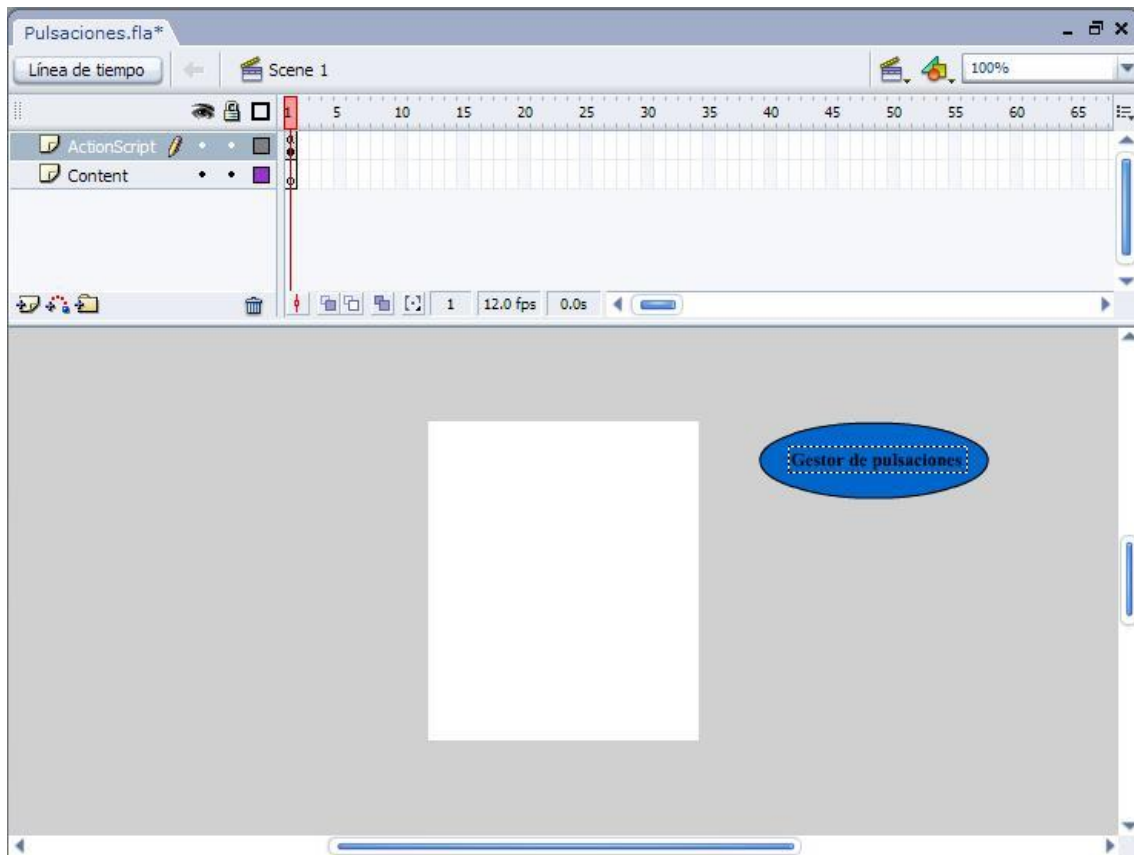 Pulsaciones.fla*
Línea de tiempo Scene 1 100%
1 5 10 15 20 25 30 35 40 45 50 55 60 65
ActionScript
Content
1 12.0 fps 0.0s
Gestor de pulsaciones